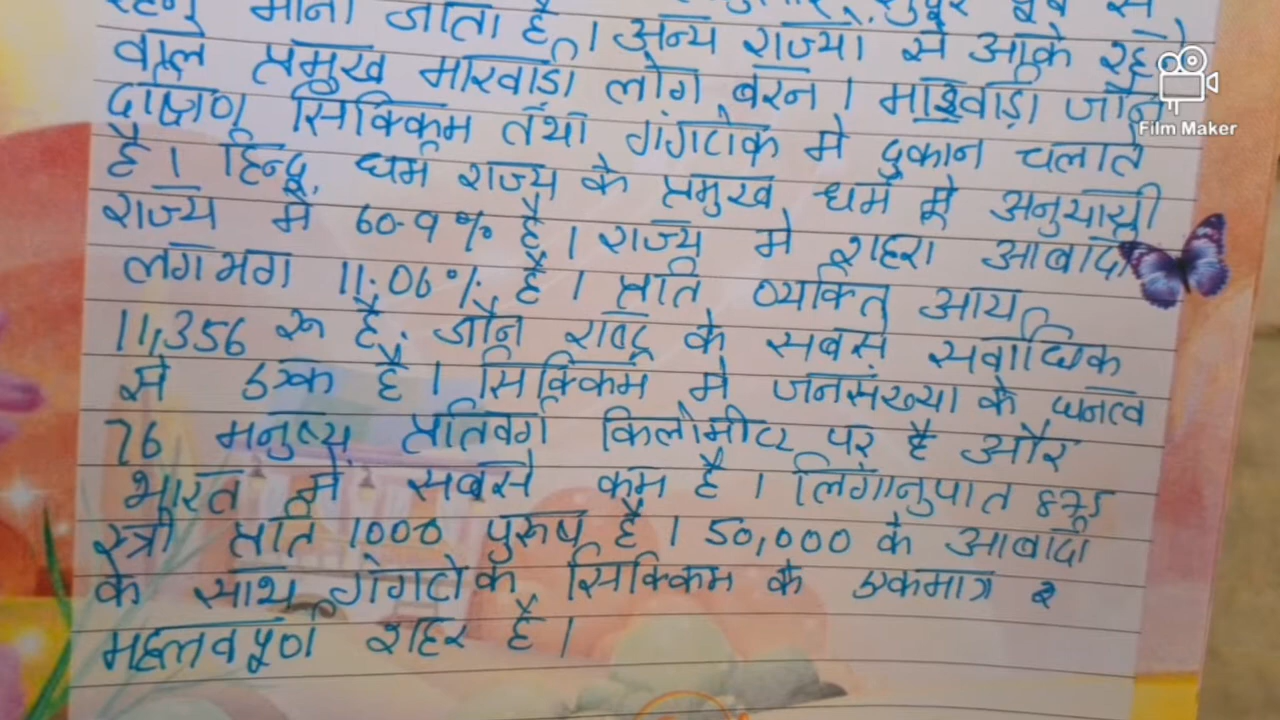 माना जाता है। अन्य राज्यो से आके रहने
वाले प्रमुख मारवाड़ी लोग, बरन। माड़वाड़ी जौन
दक्षिण सिक्किम तथा गंगटोक मे दुकान चलाते
है। हिन्दू धर्म राज्य के प्रमुख धर्म है अनुयायी
राज्य मे 60.9% है। राज्य मे शहरी आबादी
लगभग 11.06% है। प्रति व्यक्ति आय
11,356 रू है, जौन राष्ट्र के सबसे सर्वाधिक
से एक है। सिक्किम मे जनसंख्या के घनत्व
76 मनुष्य प्रतिवर्ग किलोमीटर पर है और
भारत मे सबसे कम है। लिंगानुपात 875
स्त्री प्रति 1000 पुरुष है। 50,000 के आबादी
के साथ गंगटोक सिक्किम के एकमात्र
महत्वपूर्ण शहर है।
Film Maker